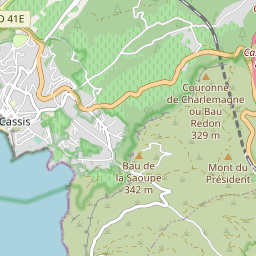 D 41E
Cassis
Couronne
de Charlemagne
ou Bau
Redon
329 m
Bau de
la Saoupe
342 m
Mont du
Président